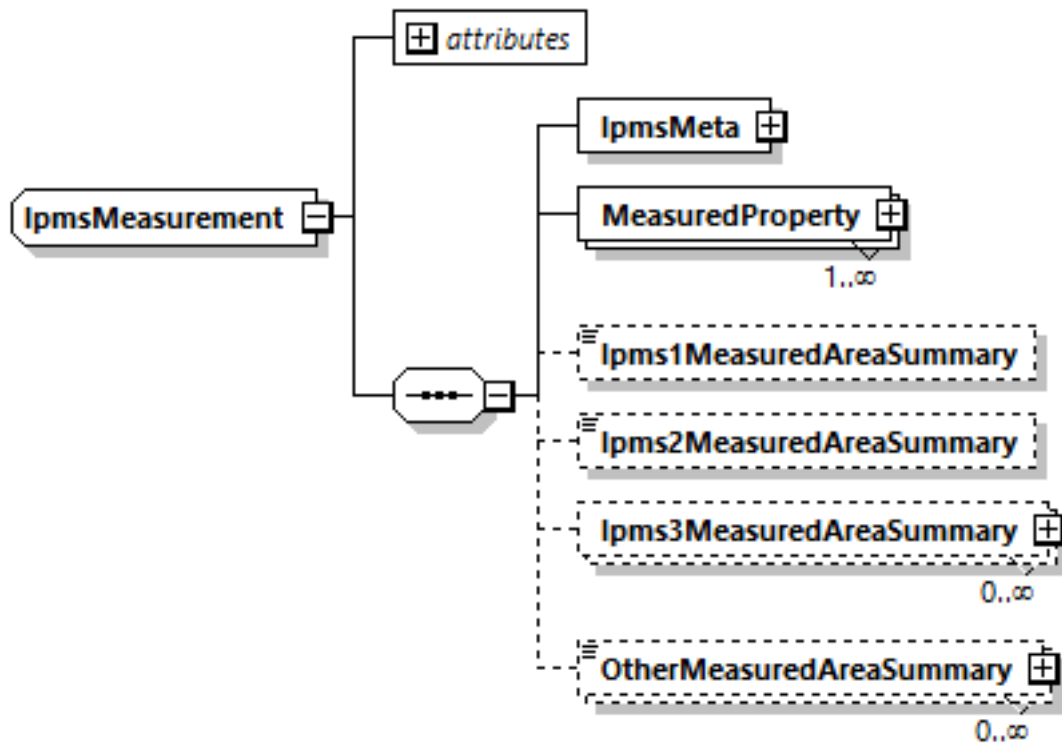 attributes
IpmsMeta
IpmsMeasurement
MeasuredProperty
1..∞
Ipms1MeasuredAreaSummary
Ipms2MeasuredAreaSummary
Ipms3MeasuredAreaSummary
0..∞
OtherMeasuredAreaSummary
0..∞